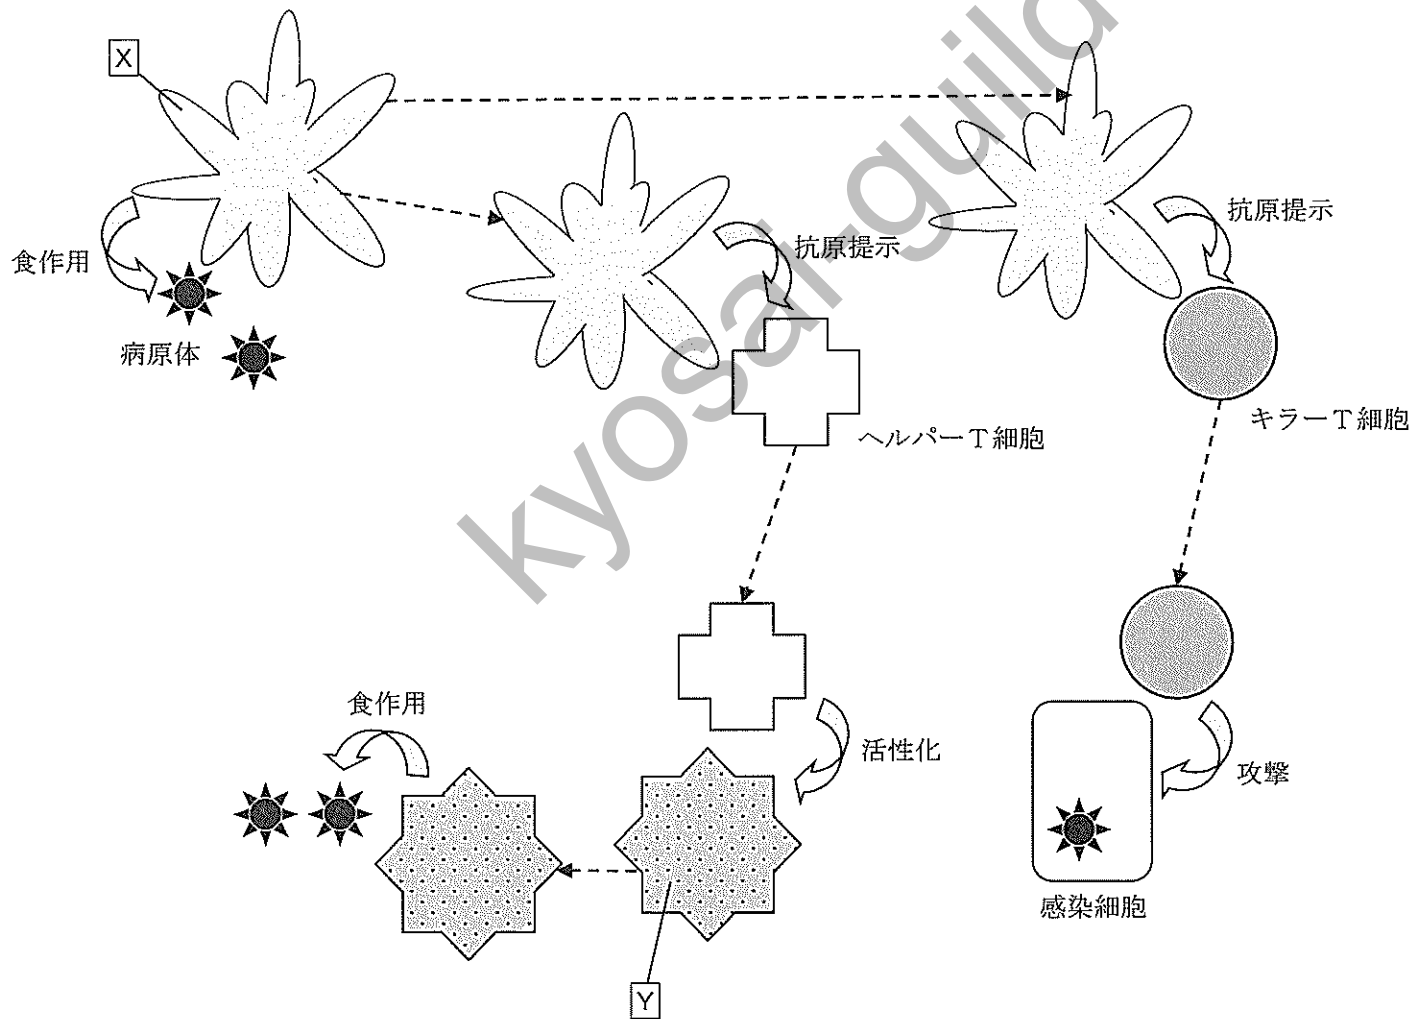 X
食作用
病原体
抗原提示
ヘルパーT細胞
抗原提示
キラーT細胞
活性化
食作用
Y
攻撃
感染細胞
kyosai-guild